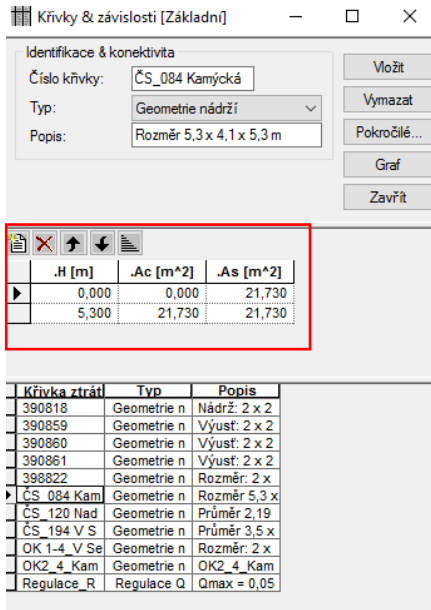 Křivky & závislosti [Základní]
Identifikace & konektivita
Číslo křivky: ČS_084 Kamýcká
Typ: Geometrie nádrží
Popis: Rozměr 5,3 x 4,1 x 5,3 m
Vložit
Vymazat
Pokročilé...
Graf
Zavřít
.H [m] .Ac [m^2] .As [m^2]
0,000 0,000 21,730
5,300 21,730 21,730
Křivka ztrát Typ Popis
390818 Geometrie n Nádrž: 2 x 2
390859 Geometrie n Výusť: 2 x 2
390860 Geometrie n Výusť: 2 x 2
390861 Geometrie n Výusť: 2 x 2
398822 Geometrie n Rozměr: 2 x
ČS_084 Kam Geometrie n Rozměr 5,3 x
ČS_120 Nad Geometrie n Průměr 2,19
ČS_194 V S Geometrie n Průměr 3,5 x
OK 1-4_V Se Geometrie n Rozměr: 2 x
OK2_4_Kam Geometrie n OK2_4_Kam
Regulace_R Regulace Q Qmax = 0,05